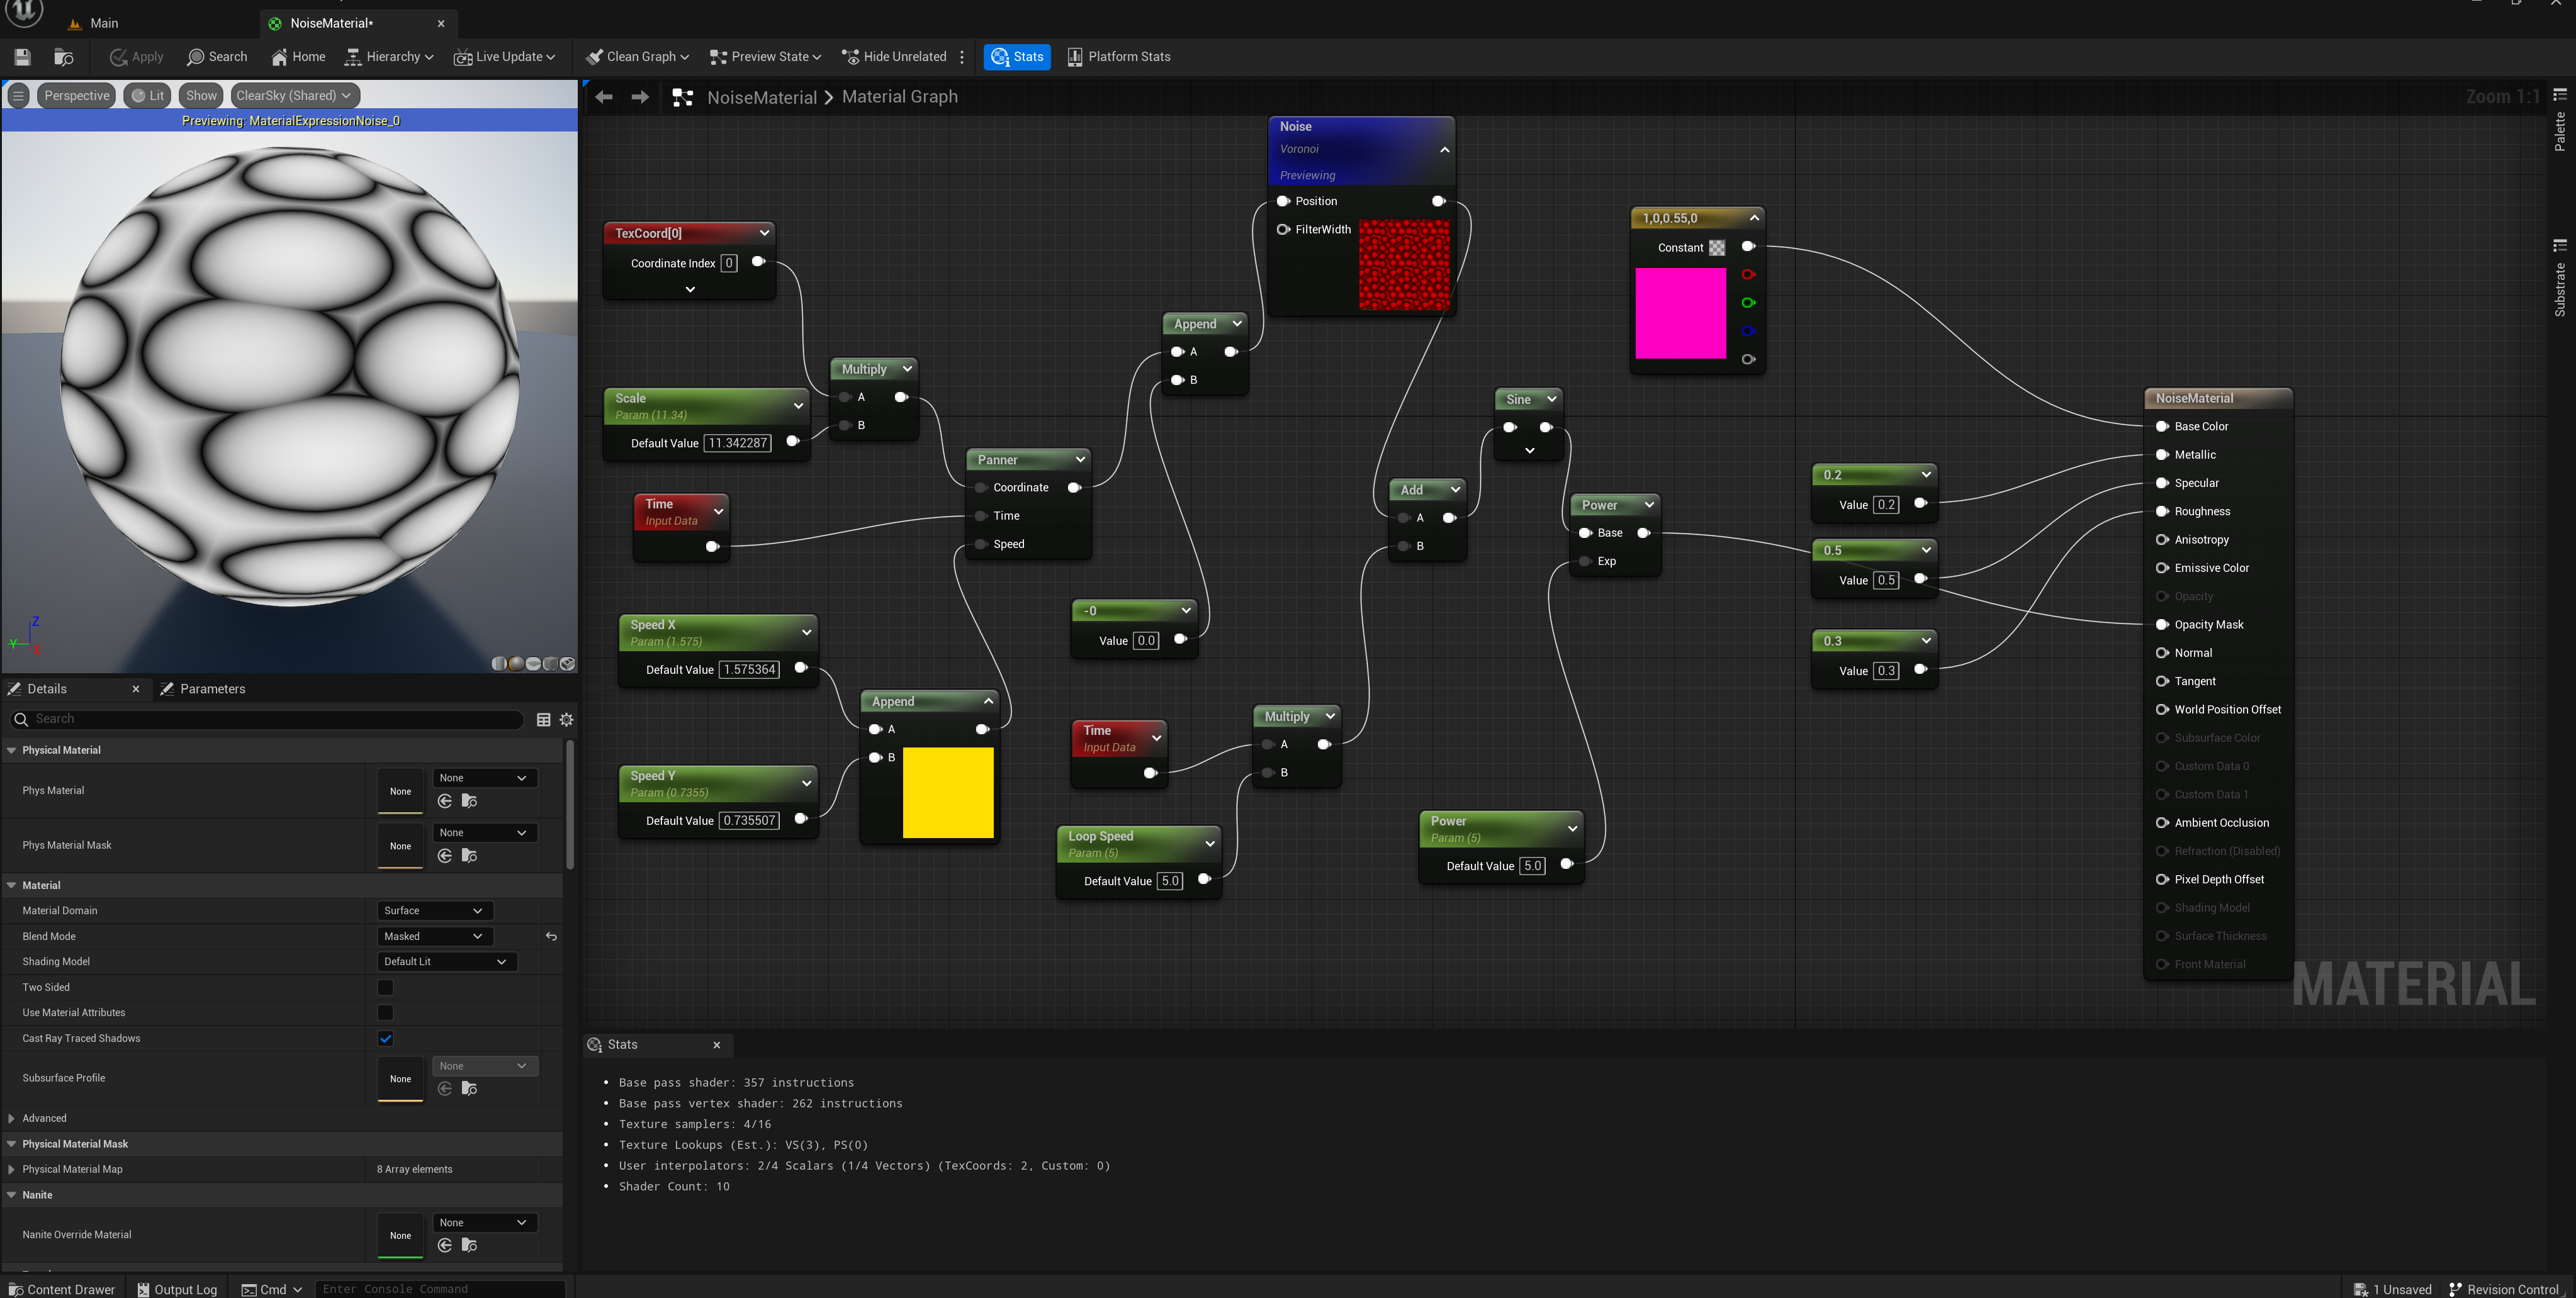 Main
NoiseMaterial*
Apply
Search
Home
Hierarchy
Live Update
Clean Graph
Preview State
Hide Unrelated
Stats
Platform Stats
Perspective
Lit
Show
ClearSky (Shared)
Previewing: MaterialExpressionNoise_0
Z
Y
X
NoiseMaterial > Material Graph
Zoom 1:1
Palette
Substrate
Noise
Voronoi
Previewing
Position
FilterWidth
TexCoord[0]
Coordinate Index 0
1,0,0.55,0
Constant
Append
A
B
Multiply
A
B
Scale
Param (11.34)
Default Value 11.342287
Sine
NoiseMaterial
Base Color
Metallic
Specular
Roughness
Anisotropy
Emissive Color
Opacity
Opacity Mask
Normal
Tangent
World Position Offset
Subsurface Color
Custom Data 0
Custom Data 1
Ambient Occlusion
Refraction (Disabled)
Pixel Depth Offset
Shading Model
Surface Thickness
Front Material
Panner
Coordinate
Time
Speed
Time
Input Data
Add
A
B
Power
Base
Exp
0.2
Value 0.2
0.5
Value 0.5
0.3
Value 0.3
-0
Value 0.0
Speed X
Param (1.575)
Default Value 1.575364
Append
A
B
Speed Y
Param (0.7355)
Default Value 0.735507
Time
Input Data
Multiply
A
B
Loop Speed
Param (5)
Default Value 5.0
Power
Param (5)
Default Value 5.0
MATERIAL
Details
Parameters
Search
Physical Material
Phys Material
None
None
Phys Material Mask
None
None
Material
Material Domain
Surface
Blend Mode
Masked
Shading Model
Default Lit
Two Sided
Use Material Attributes
Cast Ray Traced Shadows
Subsurface Profile
None
None
Advanced
Physical Material Mask
Physical Material Map
8 Array elements
Nanite
Nanite Override Material
None
None
Stats
• Base pass shader: 357 instructions
• Base pass vertex shader: 262 instructions
• Texture samplers: 4/16
• Texture Lookups (Est.): VS(3), PS(0)
• User interpolators: 2/4 Scalars (1/4 Vectors) (TexCoords: 2, Custom: 0)
• Shader Count: 10
Content Drawer
Output Log
Cmd
Enter Console Command
1 Unsaved
Revision Control